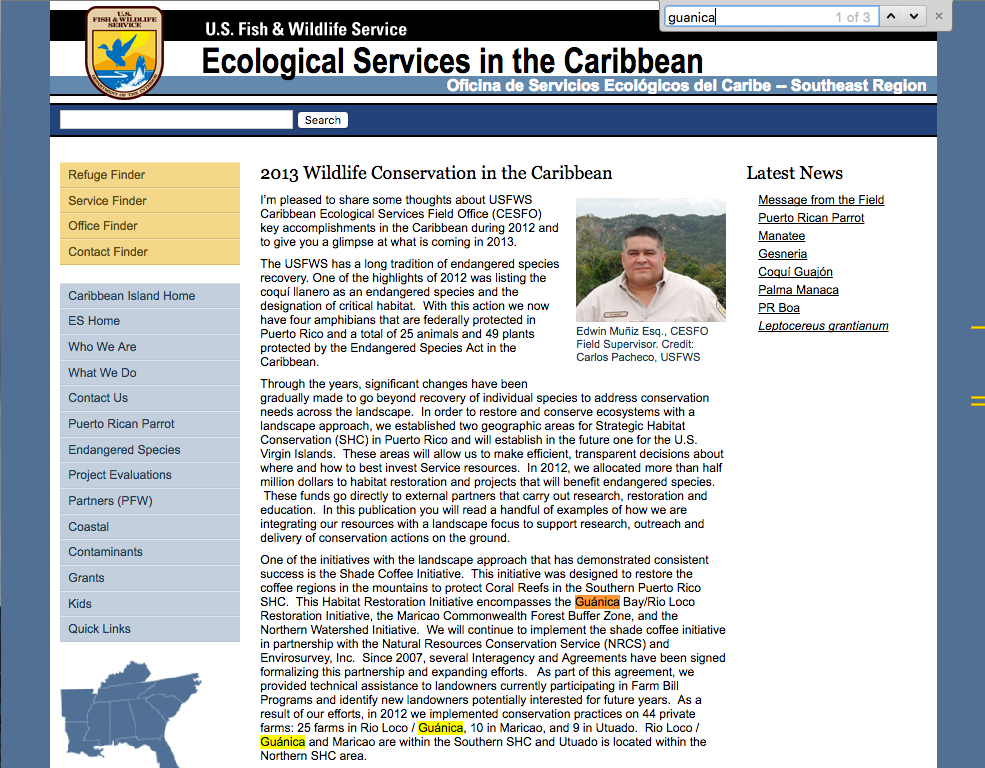 guanica
1 of 3
U.S.
FISH & WILDLIFE
SERVICE
DEPARTMENT OF THE INTERIOR
U.S. Fish & Wildlife Service
Ecological Services in the Caribbean
Oficina de Servicios Ecológicos del Caribe -- Southeast Region
Search
Refuge Finder
Service Finder
Office Finder
Contact Finder
Caribbean Island Home
ES Home
Who We Are
What We Do
Contact Us
Puerto Rican Parrot
Endangered Species
Project Evaluations
Partners (PFW)
Coastal
Contaminants
Grants
Kids
Quick Links
2013 Wildlife Conservation in the Caribbean
I'm pleased to share some thoughts about USFWS
Caribbean Ecological Services Field Office (CESFO)
key accomplishments in the Caribbean during 2012 and
to give you a glimpse at what is coming in 2013.
The USFWS has a long tradition of endangered species
recovery. One of the highlights of 2012 was listing the
coquí llanero as an endangered species and the
designation of critical habitat. With this action we now
have four amphibians that are federally protected in
Puerto Rico and a total of 25 animals and 49 plants
protected by the Endangered Species Act in the
Caribbean.
Edwin Muñiz Esq., CESFO
Field Supervisor. Credit:
Carlos Pacheco, USFWS
Through the years, significant changes have been
gradually made to go beyond recovery of individual species to address conservation
needs across the landscape. In order to restore and conserve ecosystems with a
landscape approach, we established two geographic areas for Strategic Habitat
Conservation (SHC) in Puerto Rico and will establish in the future one for the U.S.
Virgin Islands. These areas will allow us to make efficient, transparent decisions about
where and how to best invest Service resources. In 2012, we allocated more than half
million dollars to habitat restoration and projects that will benefit endangered species.
These funds go directly to external partners that carry out research, restoration and
education. In this publication you will read a handful of examples of how we are
integrating our resources with a landscape focus to support research, outreach and
delivery of conservation actions on the ground.
One of the initiatives with the landscape approach that has demonstrated consistent
success is the Shade Coffee Initiative. This initiative was designed to restore the
coffee regions in the mountains to protect Coral Reefs in the Southern Puerto Rico
SHC. This Habitat Restoration Initiative encompasses the Guánica Bay/Rio Loco
Restoration Initiative, the Maricao Commonwealth Forest Buffer Zone, and the
Northern Watershed Initiative. We will continue to implement the shade coffee initiative
in partnership with the Natural Resources Conservation Service (NRCS) and
Envirosurvey, Inc. Since 2007, several Interagency and Agreements have been signed
formalizing this partnership and expanding efforts. As part of this agreement, we
provided technical assistance to landowners currently participating in Farm Bill
Programs and identify new landowners potentially interested for future years. As a
result of our efforts, in 2012 we implemented conservation practices on 44 private
farms: 25 farms in Rio Loco / Guánica, 10 in Maricao, and 9 in Utuado. Rio Loco /
Guánica and Maricao are within the Southern SHC and Utuado is located within the
Northern SHC area.
Latest News
Message from the Field
Puerto Rican Parrot
Manatee
Gesneria
Coquí Guajón
Palma Manaca
PR Boa
Leptocereus grantianum